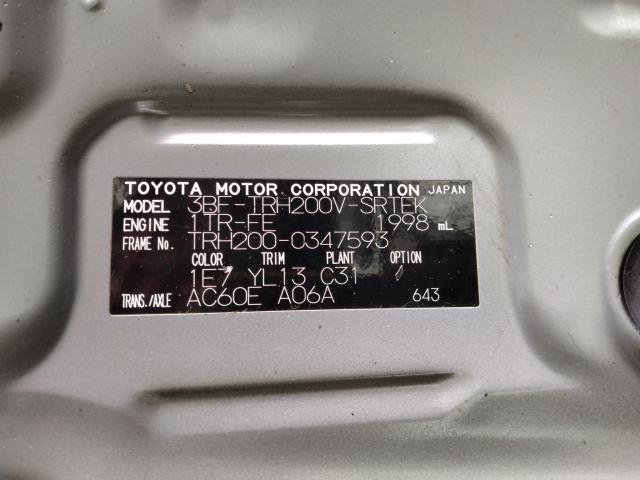 TOYOTA MOTOR CORPORATION JAPAN
MODEL 3BF-TRH200V-SRTEK
ENGINE 1TR-FE 1998 mL
FRAME No. TRH200-0347593
COLOR TRIM PLANT OPTION
1E7 YL13 C31
TRANS./AXLE AC60E A06A 643